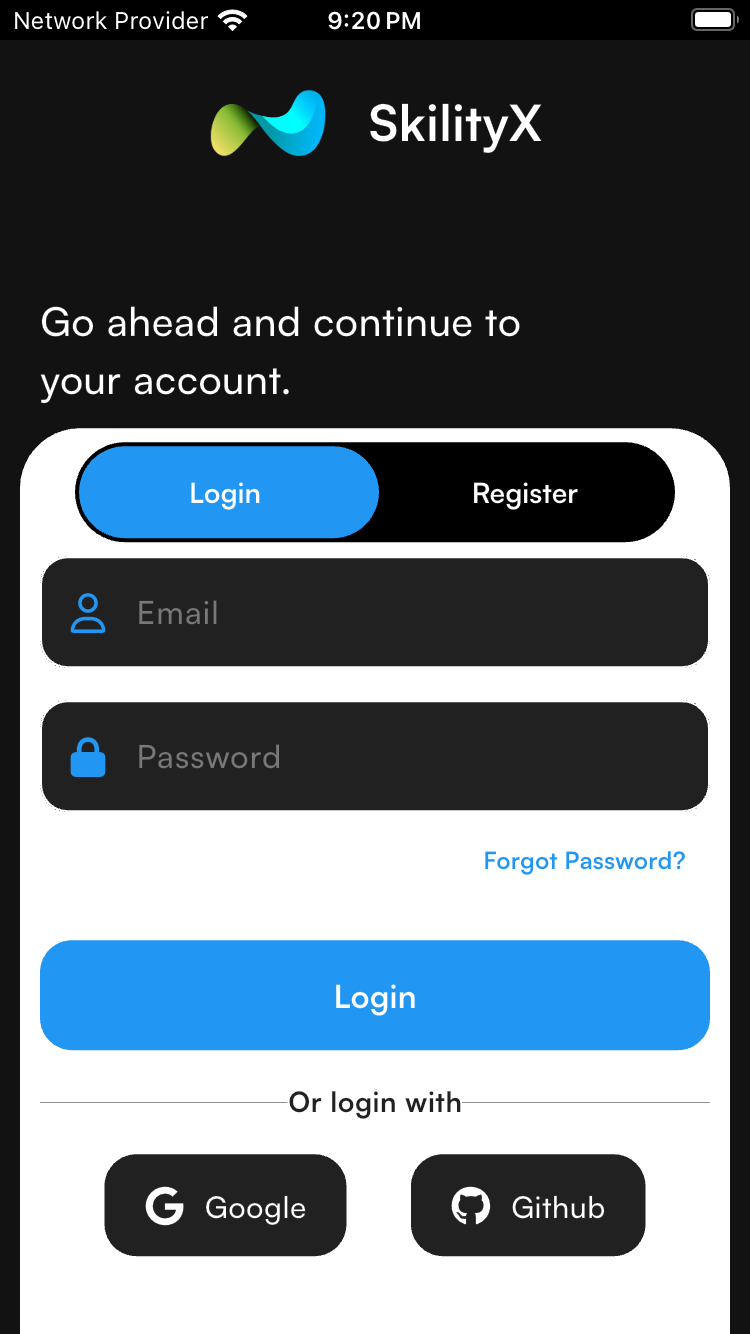 Network Provider 9:20 PM
SkilityX
Go ahead and continue to
your account.
Login Register
Email
Password
Forgot Password?
Login
Or login with
Google Github